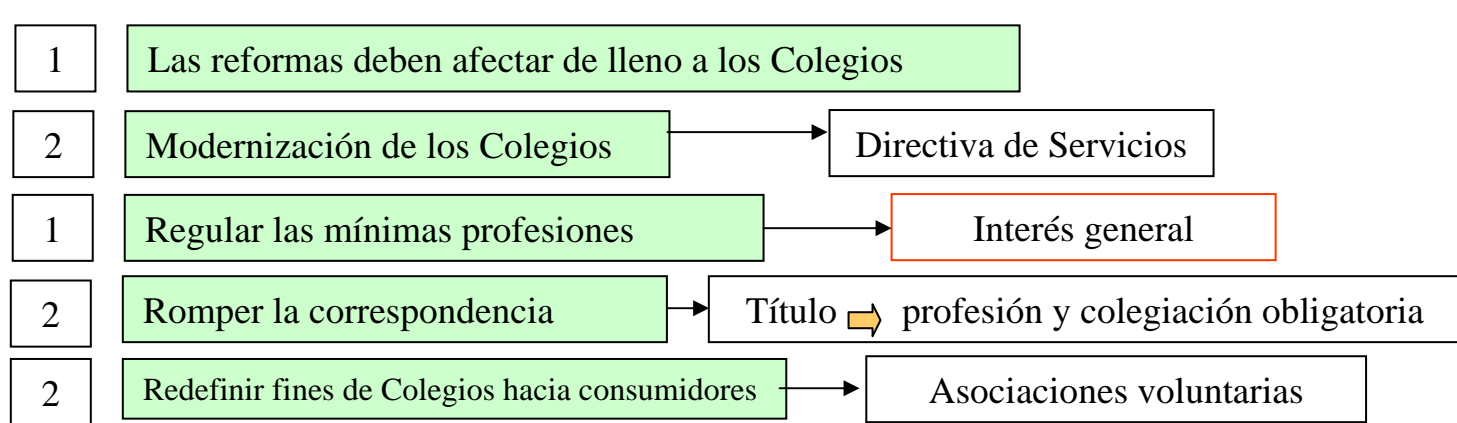 1 Las reformas deben afectar de lleno a los Colegios
2 Modernización de los Colegios Directiva de Servicios
1 Regular las mínimas profesiones Interés general
2 Romper la correspondencia Título profesión y colegiación obligatoria
2 Redefinir fines de Colegios hacia consumidores Asociaciones voluntarias